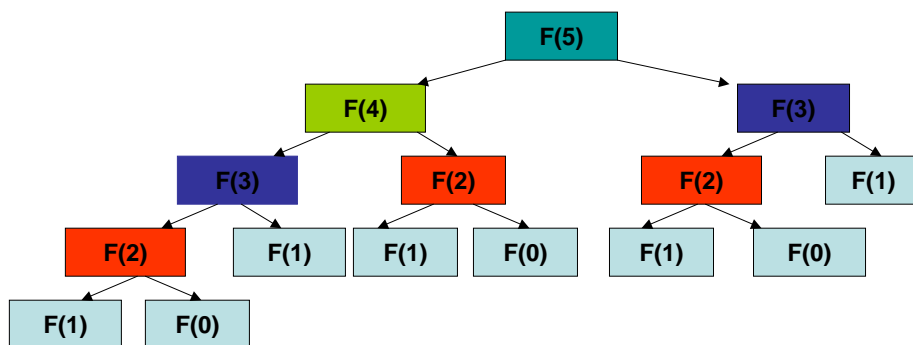 F(5)
F(4) F(3)
F(3) F(2) F(2) F(1)
F(2) F(1) F(1) F(0) F(1) F(0)
F(1) F(0)